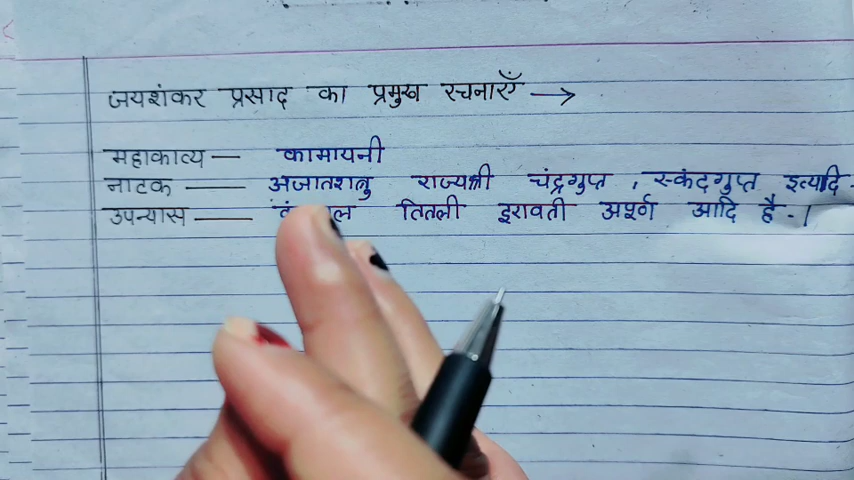 जयशंकर प्रसाद का प्रमुख रचनाएँ →
महाकाव्य — कामायनी
नाटक — अजातशत्रु राज्यश्री चंद्रगुप्त , स्कंदगुप्त इत्यादि -
उपन्यास — तितली इरावती अपूर्ण आदि है - ।